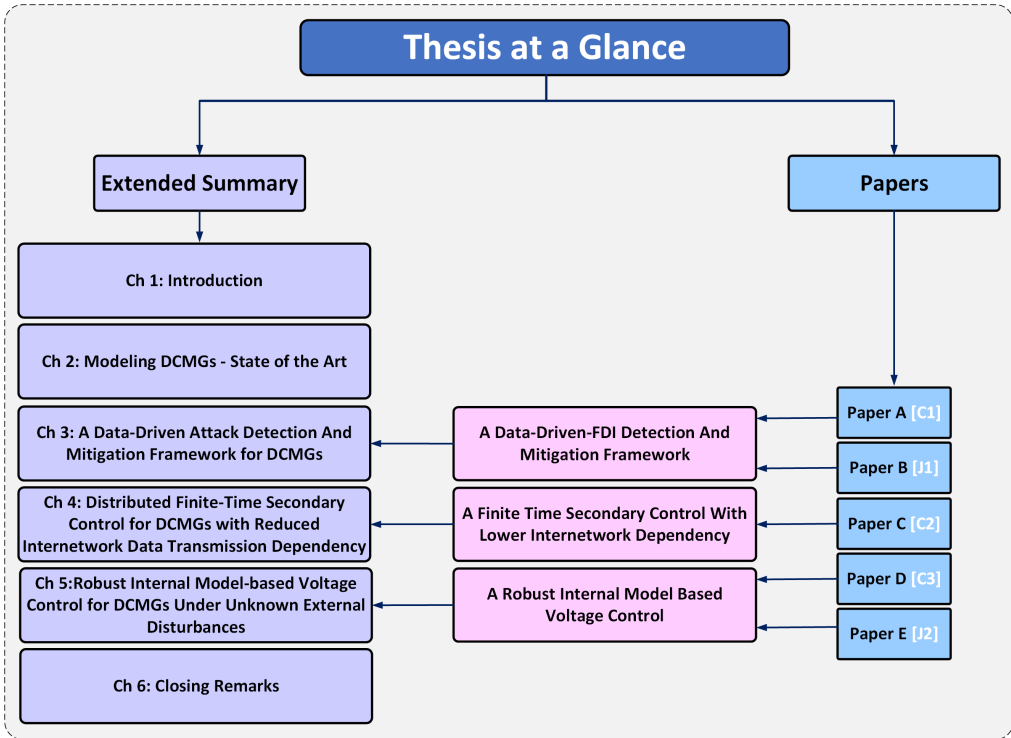 Thesis at a Glance
Extended Summary
Papers
Ch 1: Introduction
Ch 2: Modeling DCMGs - State of the Art
Ch 3: A Data-Driven Attack Detection And
Mitigation Framework for DCMGs
Ch 4: Distributed Finite-Time Secondary
Control for DCMGs with Reduced
Internetwork Data Transmission Dependency
Ch 5:Robust Internal Model-based Voltage
Control for DCMGs Under Unknown External
Disturbances
Ch 6: Closing Remarks
A Data-Driven-FDI Detection And
Mitigation Framework
A Finite Time Secondary Control With
Lower Internetwork Dependency
A Robust Internal Model Based
Voltage Control
Paper A [C1]
Paper B [J1]
Paper C [C2]
Paper D [C3]
Paper E [J2]